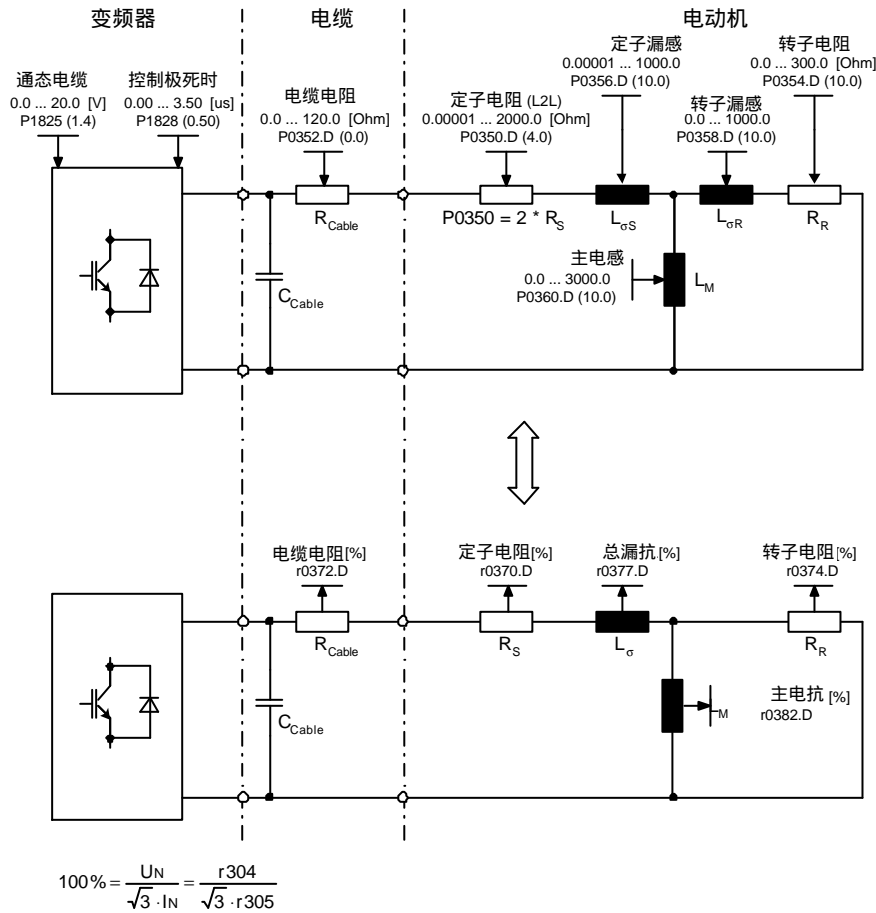 变频器
电缆
电动机
通态电缆
0.0 ... 20.0 [V]
P1825 (1.4)
控制极死时
0.00 ... 3.50 [us]
P1828 (0.50)
电缆电阻
0.0 ... 120.0 [Ohm]
P0352.D (0.0)
定子电阻 (L2L)
0.00001 ... 2000.0 [Ohm]
P0350.D (4.0)
定子漏感
0.00001 ... 1000.0
P0356.D (10.0)
转子漏感
0.0 ... 1000.0
P0358.D (10.0)
转子电阻
0.0 ... 300.0 [Ohm]
P0354.D (10.0)
R_Cable
P0350 = 2 * R_S
L_σS
L_σR
R_R
C_Cable
主电感
0.0 ... 3000.0
P0360.D (10.0)
L_M
电缆电阻[%]
r0372.D
定子电阻[%]
r0370.D
总漏抗[%]
r0377.D
转子电阻[%]
r0374.D
R_Cable
R_S
L_σ
R_R
C_Cable
L_M
主电抗 [%]
r0382.D
100% = U_N / (√3 · I_N) = r304 / (√3 · r305)